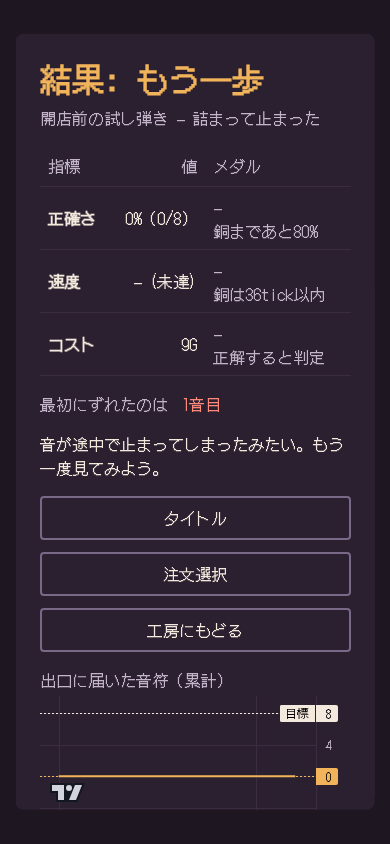 結果: もう一歩
開店前の試し弾き – 詰まって止まった
指標 値 メダル
正確さ 0% (0/8) –
銅まであと80%
速度 – (未達) –
銅は36tick以内
コスト 9G –
正解すると判定
最初にずれたのは 1音目
音が途中で止まってしまったみたい。もう
一度見てみよう。
タイトル
注文選択
工房にもどる
出口に届いた音符（累計）
目標 8
4
0